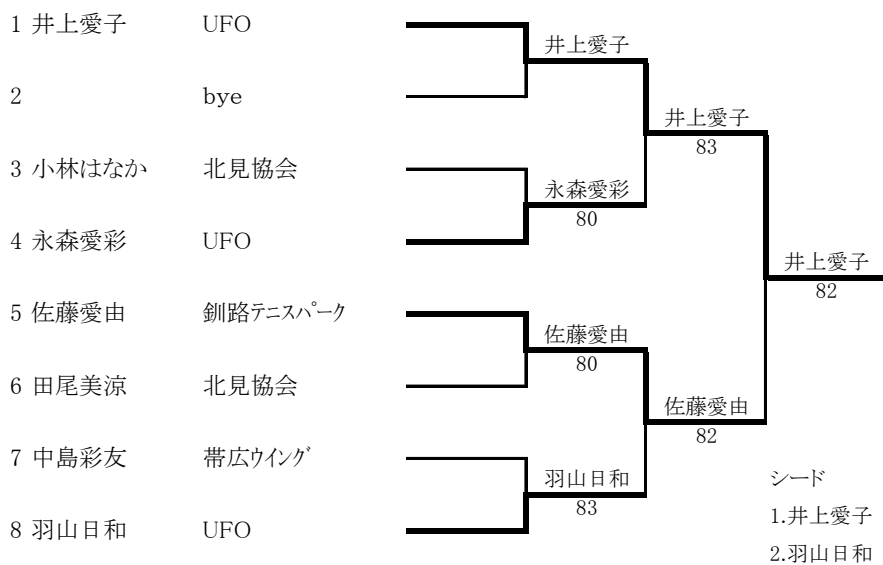 1 井上愛子 UFO
井上愛子
2 bye
井上愛子
83
3 小林はなか 北見協会
永森愛彩
80
4 永森愛彩 UFO
井上愛子
82
5 佐藤愛由 釧路テニスパーク
佐藤愛由
80
6 田尾美涼 北見協会
佐藤愛由
82
7 中島彩友 帯広ウイング
羽山日和
83
8 羽山日和 UFO
シード
1.井上愛子
2.羽山日和